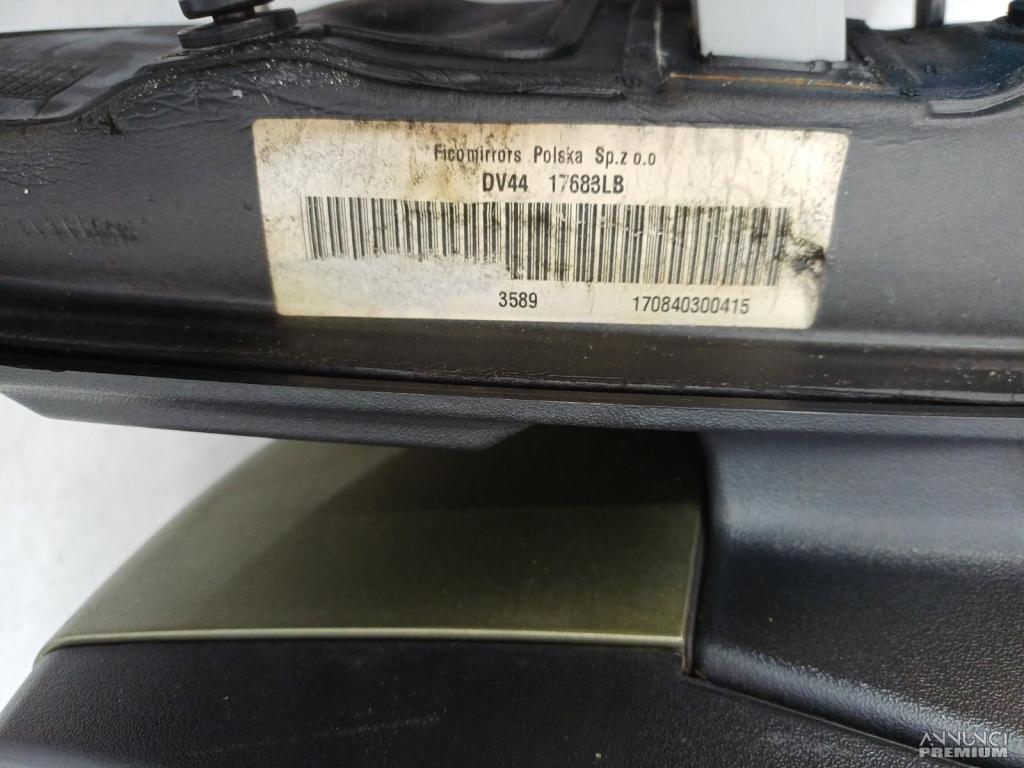 Ficomirrors Polska Sp.z o.o
DV44 17683LB
3589 170840300415
ANNUNCI
PREMIUM